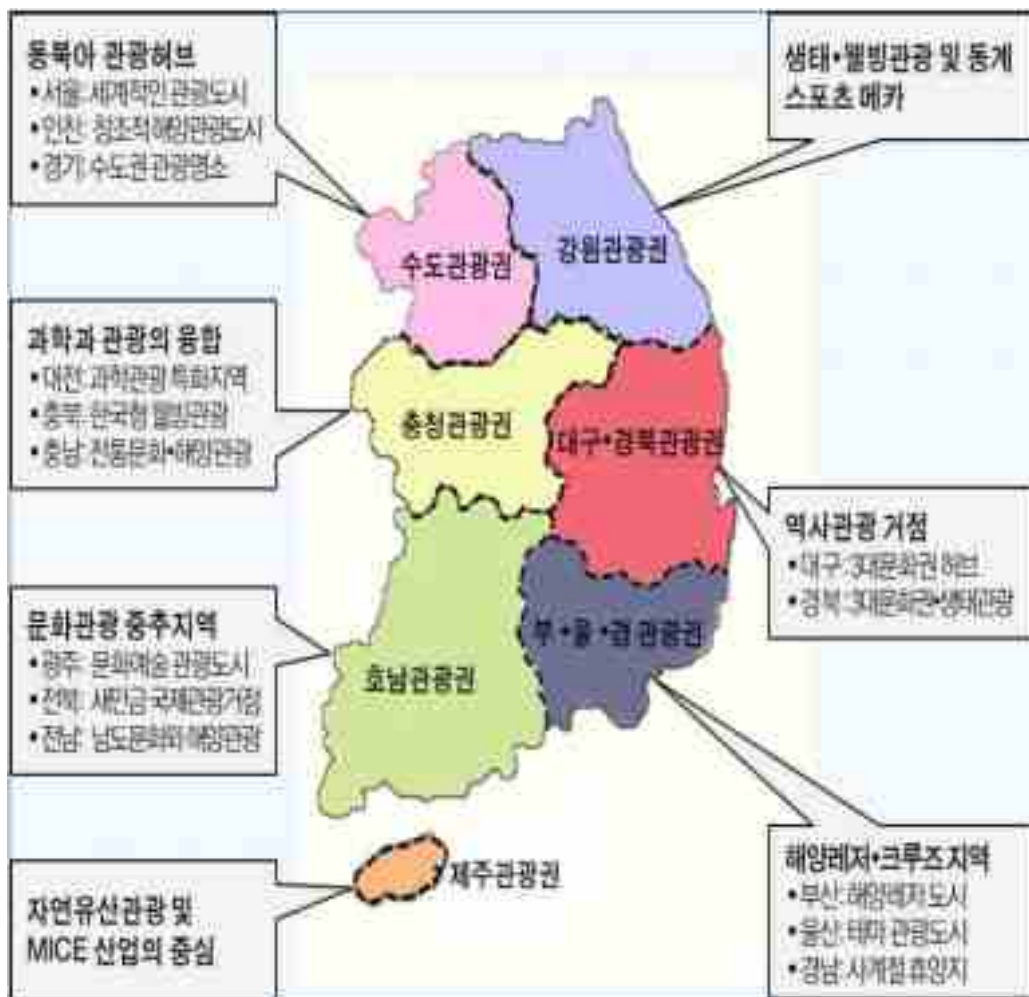 동북아 관광허브
•서울: 세계적인 관광도시
•인천: 창조적 해양관광도시
•경기: 수도권 관광명소
생태•웰빙관광 및 동계
스포츠 메카
수도관광권
강원관광권
과학과 관광의 융합
•대전: 과학관광 특화지역
•충북: 한국형 웰빙관광
•충남: 전통문화•해양관광
충청관광권
대구•경북관광권
역사관광 거점
•대구: 3대문화권 허브
•경북: 3대문화권•생태관광
문화관광 중추지역
•광주: 문화예술 관광도시
•전북: 새만금 국제관광거점
•전남: 남도문화와 해양관광
호남관광권
부•울•경 관광권
제주관광권
자연유산관광 및
MICE 산업의 중심
해양레저•크루즈 지역
•부산: 해양레저 도시
•울산: 테마 관광도시
•경남: 사계절 휴양지